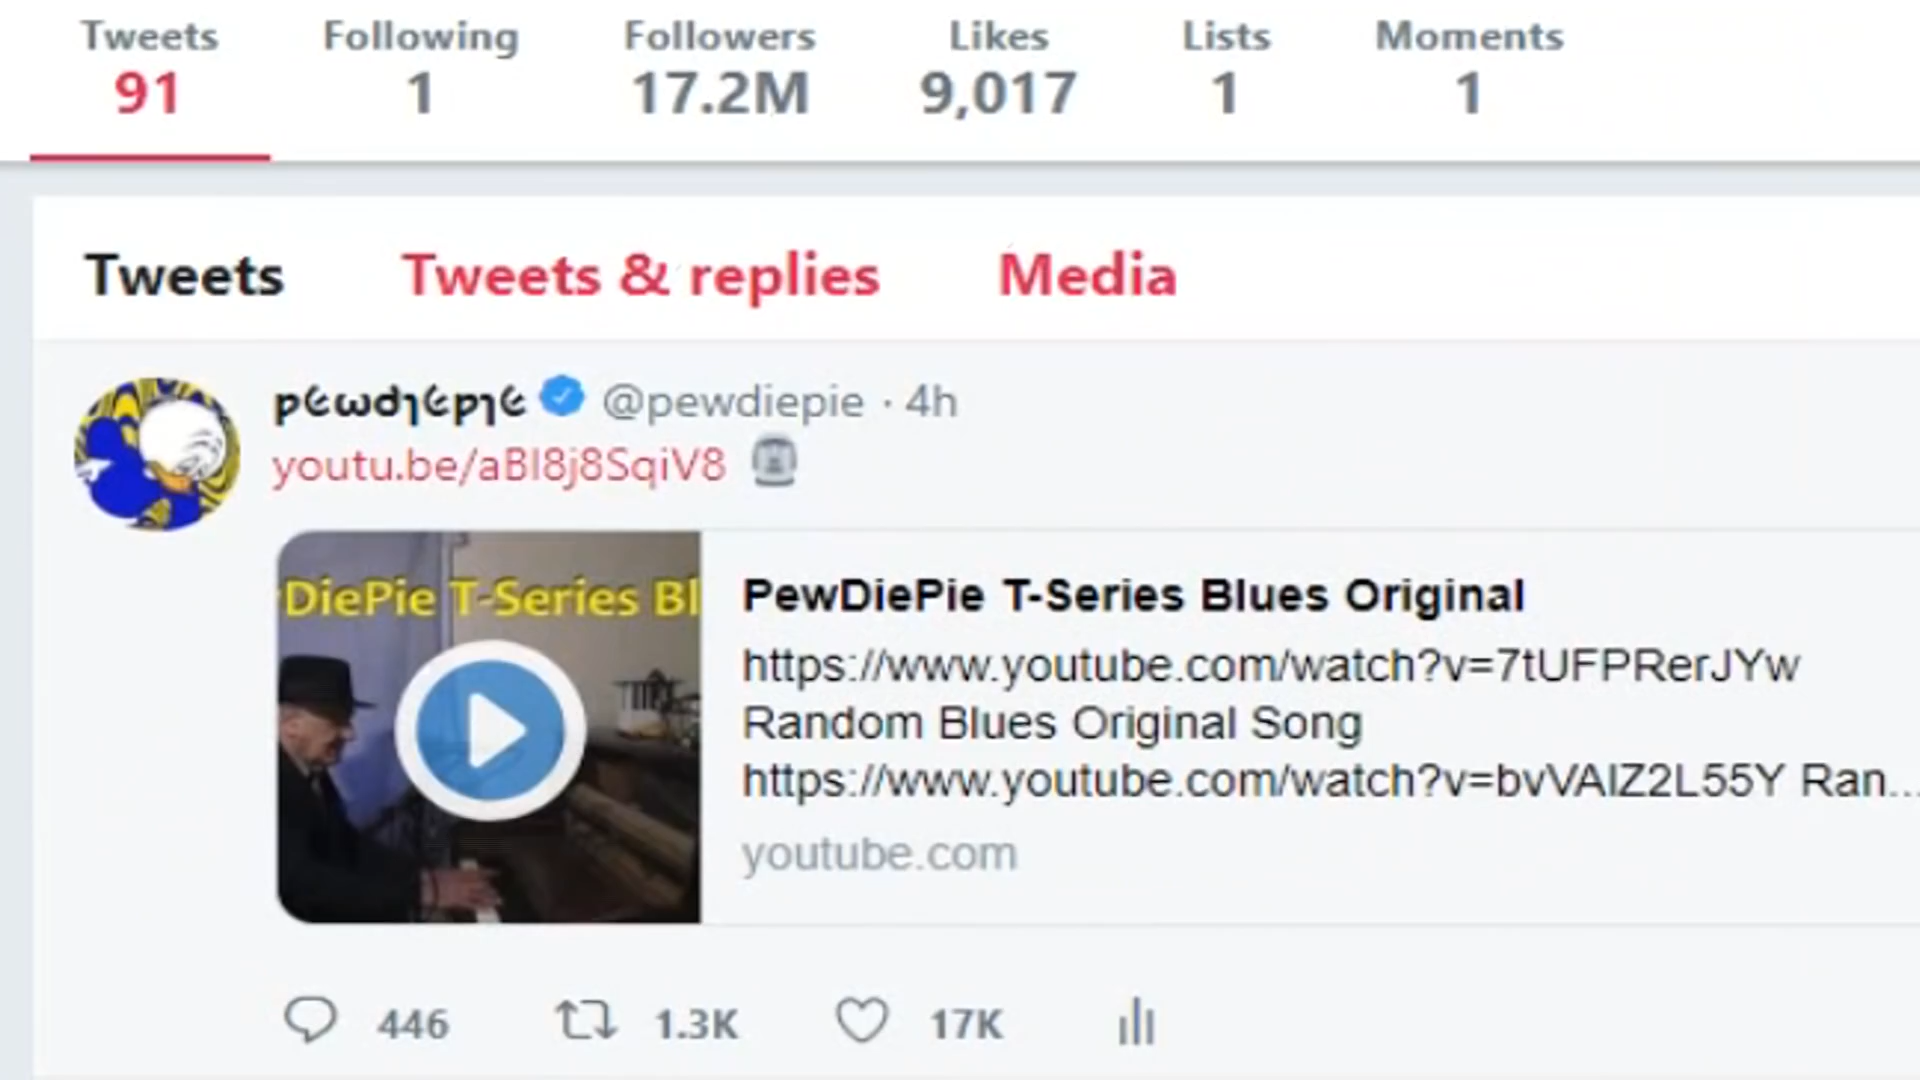 Tweets Following Followers Likes Lists Moments
91 1 17.2M 9,017 1 1
Tweets Tweets & replies Media
@pewdiepie · 4h
youtu.be/aBI8j8SqiV8
DiePie T-Series Bl
PewDiePie T-Series Blues Original
https://www.youtube.com/watch?v=7tUFPRerJYw
Random Blues Original Song
https://www.youtube.com/watch?v=bvVAIZ2L55Y Ran...
youtube.com
446 1.3K 17K